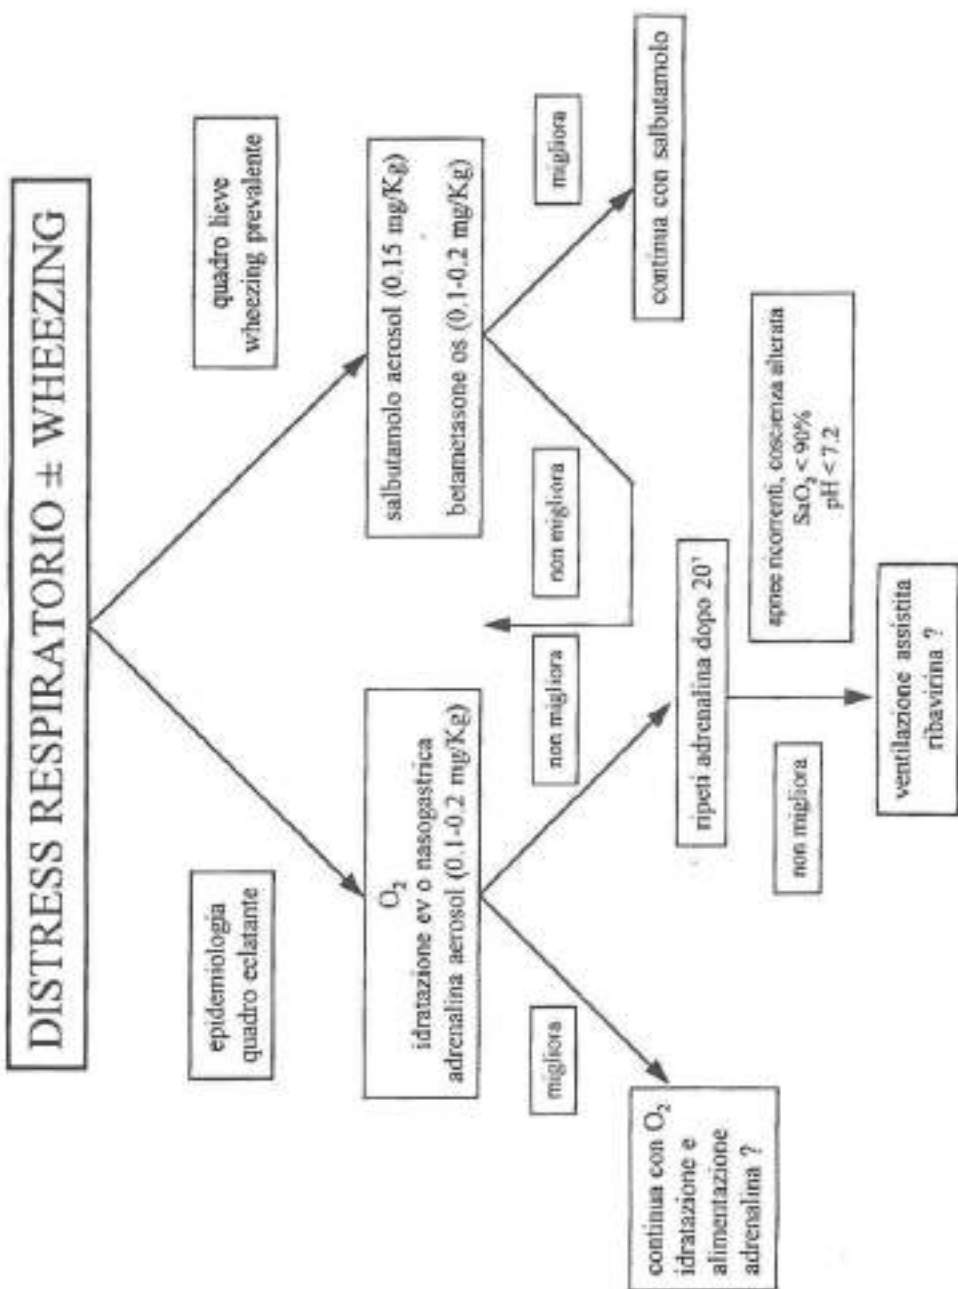 DISTRESS RESPIRATORIO ± WHEEZING
epidemiologia
quadro eclatante
quadro lieve
wheezing prevalente
O₂
idratazione ev o nasogastrica
adrenalina aerosol (0.1-0.2 mg/Kg)
salbutamolo aerosol (0.15 mg/Kg)
betametasone os (0.1-0.2 mg/Kg)
migliora
non migliora
non migliora
migliora
continua con O₂
idratazione e
alimentazione
adrenalina ?
ripeti adrenalina dopo 20'
continua con salbutamolo
non migliora
apnee ricorrenti, coscienza alterata
SaO₂ < 90%
pH < 7.2
ventilazione assistita
ribavirina ?